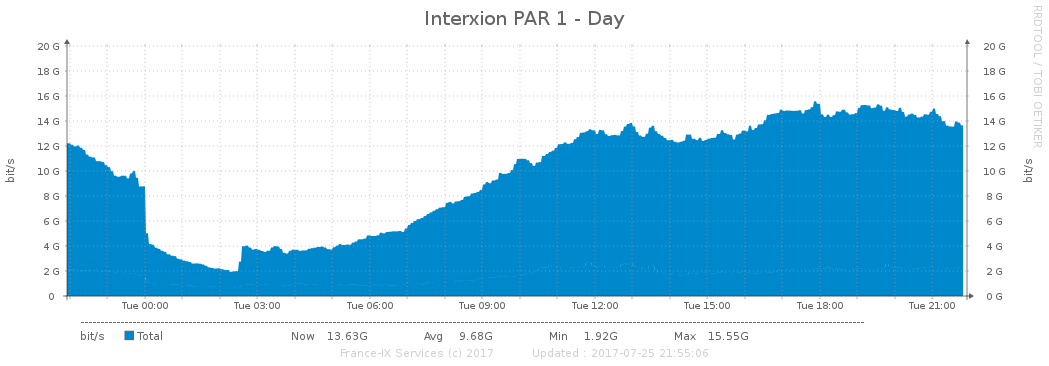 Interxion PAR 1 - Day
RRDTOOL / TOBI OETIKER
20 G 20 G
18 G 18 G
16 G 16 G
14 G 14 G
12 G 12 G
10 G 10 G
8 G 8 G
6 G 6 G
4 G 4 G
2 G 2 G
0 0 G
bit/s
bit/s
Tue 00:00 Tue 03:00 Tue 06:00 Tue 09:00 Tue 12:00 Tue 15:00 Tue 18:00 Tue 21:00
bit/s Total Now 13.63G Avg 9.68G Min 1.92G Max 15.55G
France-IX Services (c) 2017 Updated : 2017-07-25 21:55:06